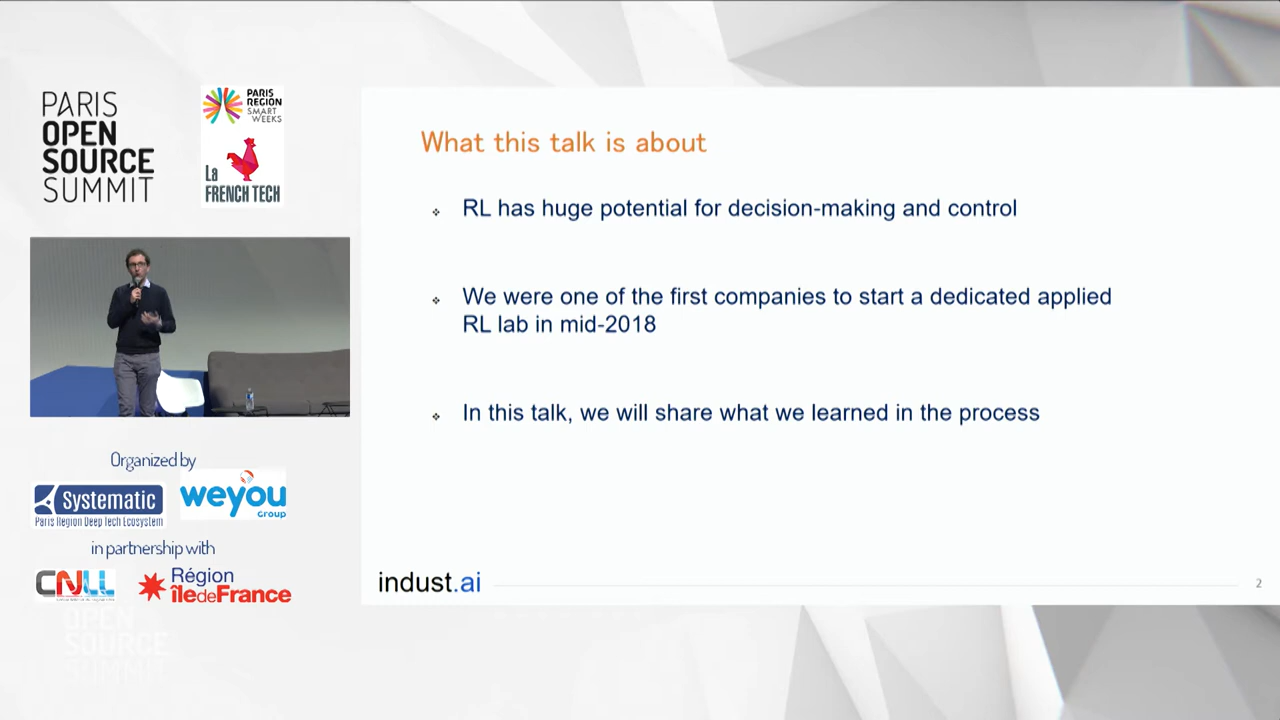 PARIS
OPEN
SOURCE
SUMMIT
PARIS
REGION
SMART
WEEKS
La
FRENCH TECH
What this talk is about
RL has huge potential for decision-making and control
We were one of the first companies to start a dedicated applied
RL lab in mid-2018
In this talk, we will share what we learned in the process
Organized by
Systematic
Paris Region Deep Tech Ecosystem
weyou
GROUP
in partnership with
CNLL
Région
îledeFrance
indust.ai
2
OPEN
SOURCE
SUMMIT